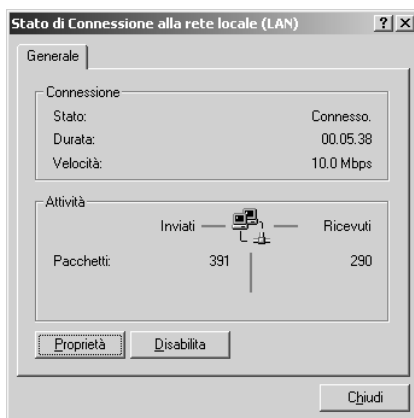 Stato di Connessione alla rete locale (LAN)
Generale
Connessione
Stato: Connesso.
Durata: 00.05.38
Velocità: 10.0 Mbps
Attività
Inviati Ricevuti
Pacchetti: 391 290
Proprietà Disabilita
Chiudi